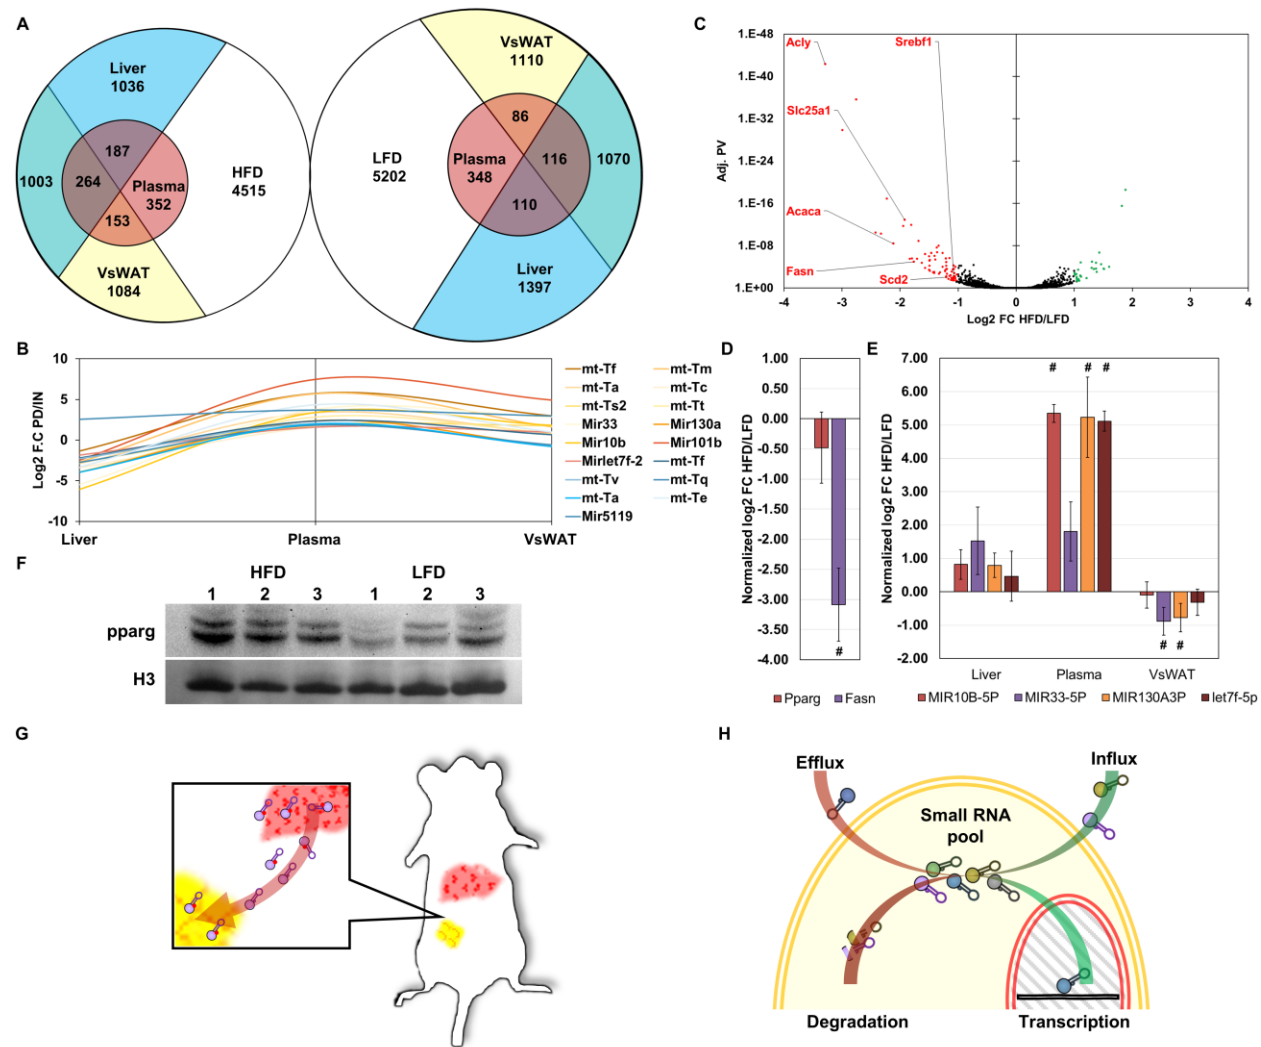 A
Liver
1036
1003
187
264
Plasma
352
153
VsWAT
1084
HFD
4515
LFD
5202
VsWAT
1110
86
Plasma
348
116
1070
110
Liver
1397
C
1.E-48
1.E-40
1.E-32
1.E-24
1.E-16
1.E-08
1.E+00
Adj. PV
Acly
Srebf1
Slc25a1
Acaca
Fasn
Scd2
-4
-3
-2
-1
0
1
2
3
4
Log2 FC HFD/LFD
B
10
5
0
-5
-10
Log2 F.C PD/IN
Liver
Plasma
VsWAT
mt-Tf
mt-Tm
mt-Ta
mt-Tc
mt-Ts2
mt-Tt
Mir33
Mir130a
Mir10b
Mir101b
Mirlet7f-2
mt-Tf
mt-Tv
mt-Tq
mt-Ta
mt-Te
Mir5119
D
1.00
0.50
0.00
-0.50
-1.00
-1.50
-2.00
-2.50
-3.00
-3.50
-4.00
Normalized log2 FC HFD/LFD
#
Pparg
Fasn
E
7.00
6.00
5.00
4.00
3.00
2.00
1.00
0.00
-1.00
-2.00
Normalized log2 FC HFD/LFD
#
#
#
#
#
Liver
Plasma
VsWAT
MIR10B-5P
MIR33-5P
MIR130A3P
let7f-5p
F
HFD
LFD
1
2
3
1
2
3
pparg
H3
G
H
Efflux
Influx
Small RNA
pool
Degradation
Transcription